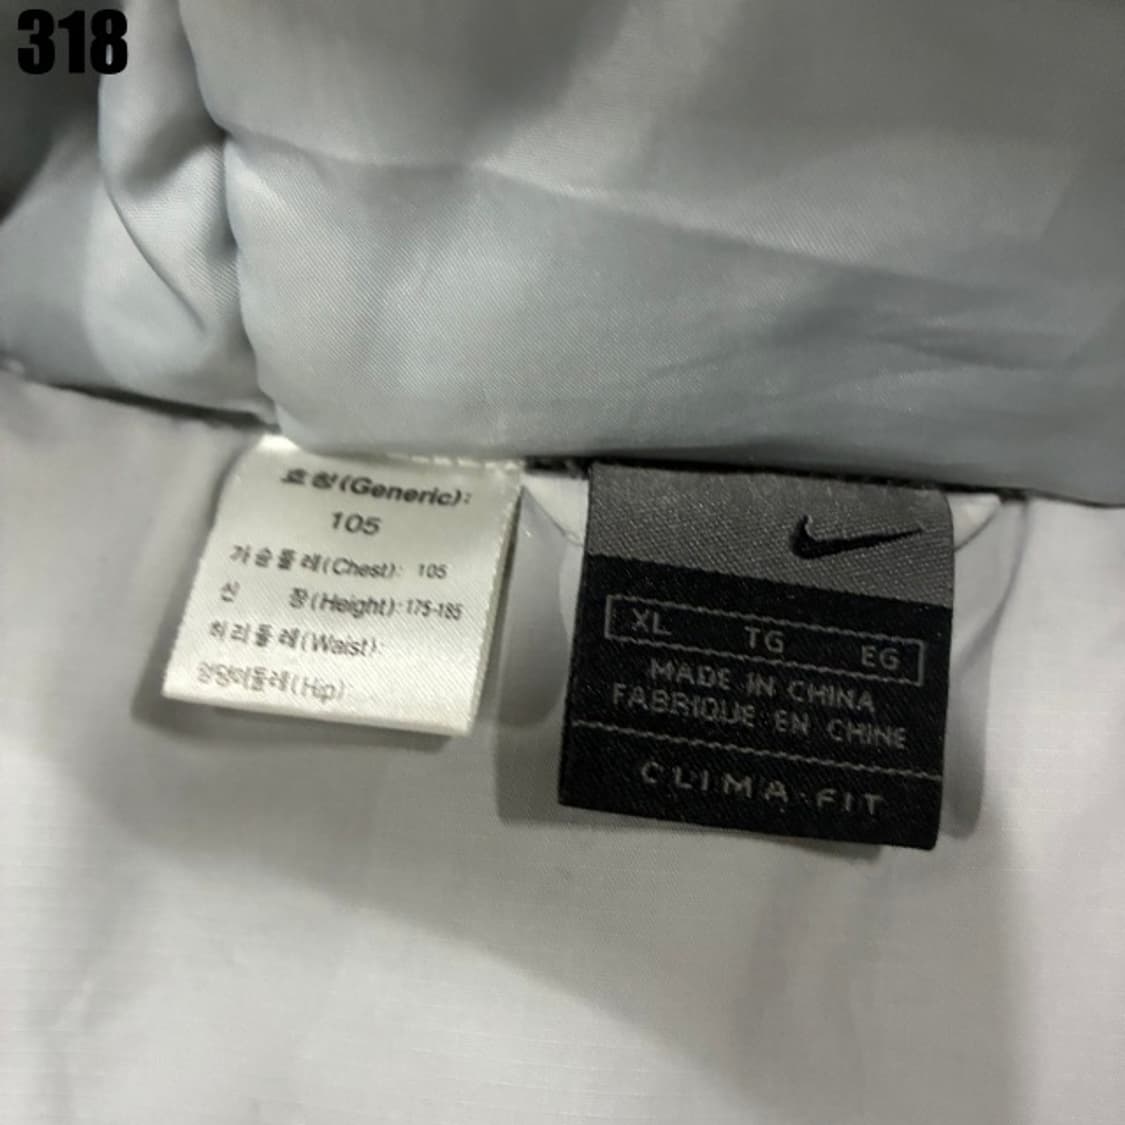 318
호칭(Generic):
105
가슴둘레(Chest): 105
신 장(Height): 175-185
허리둘레(Waist):
엉덩이둘레(Hip)
XL TG EG
MADE IN CHINA
FABRIQUE EN CHINE
CLIMA-FIT